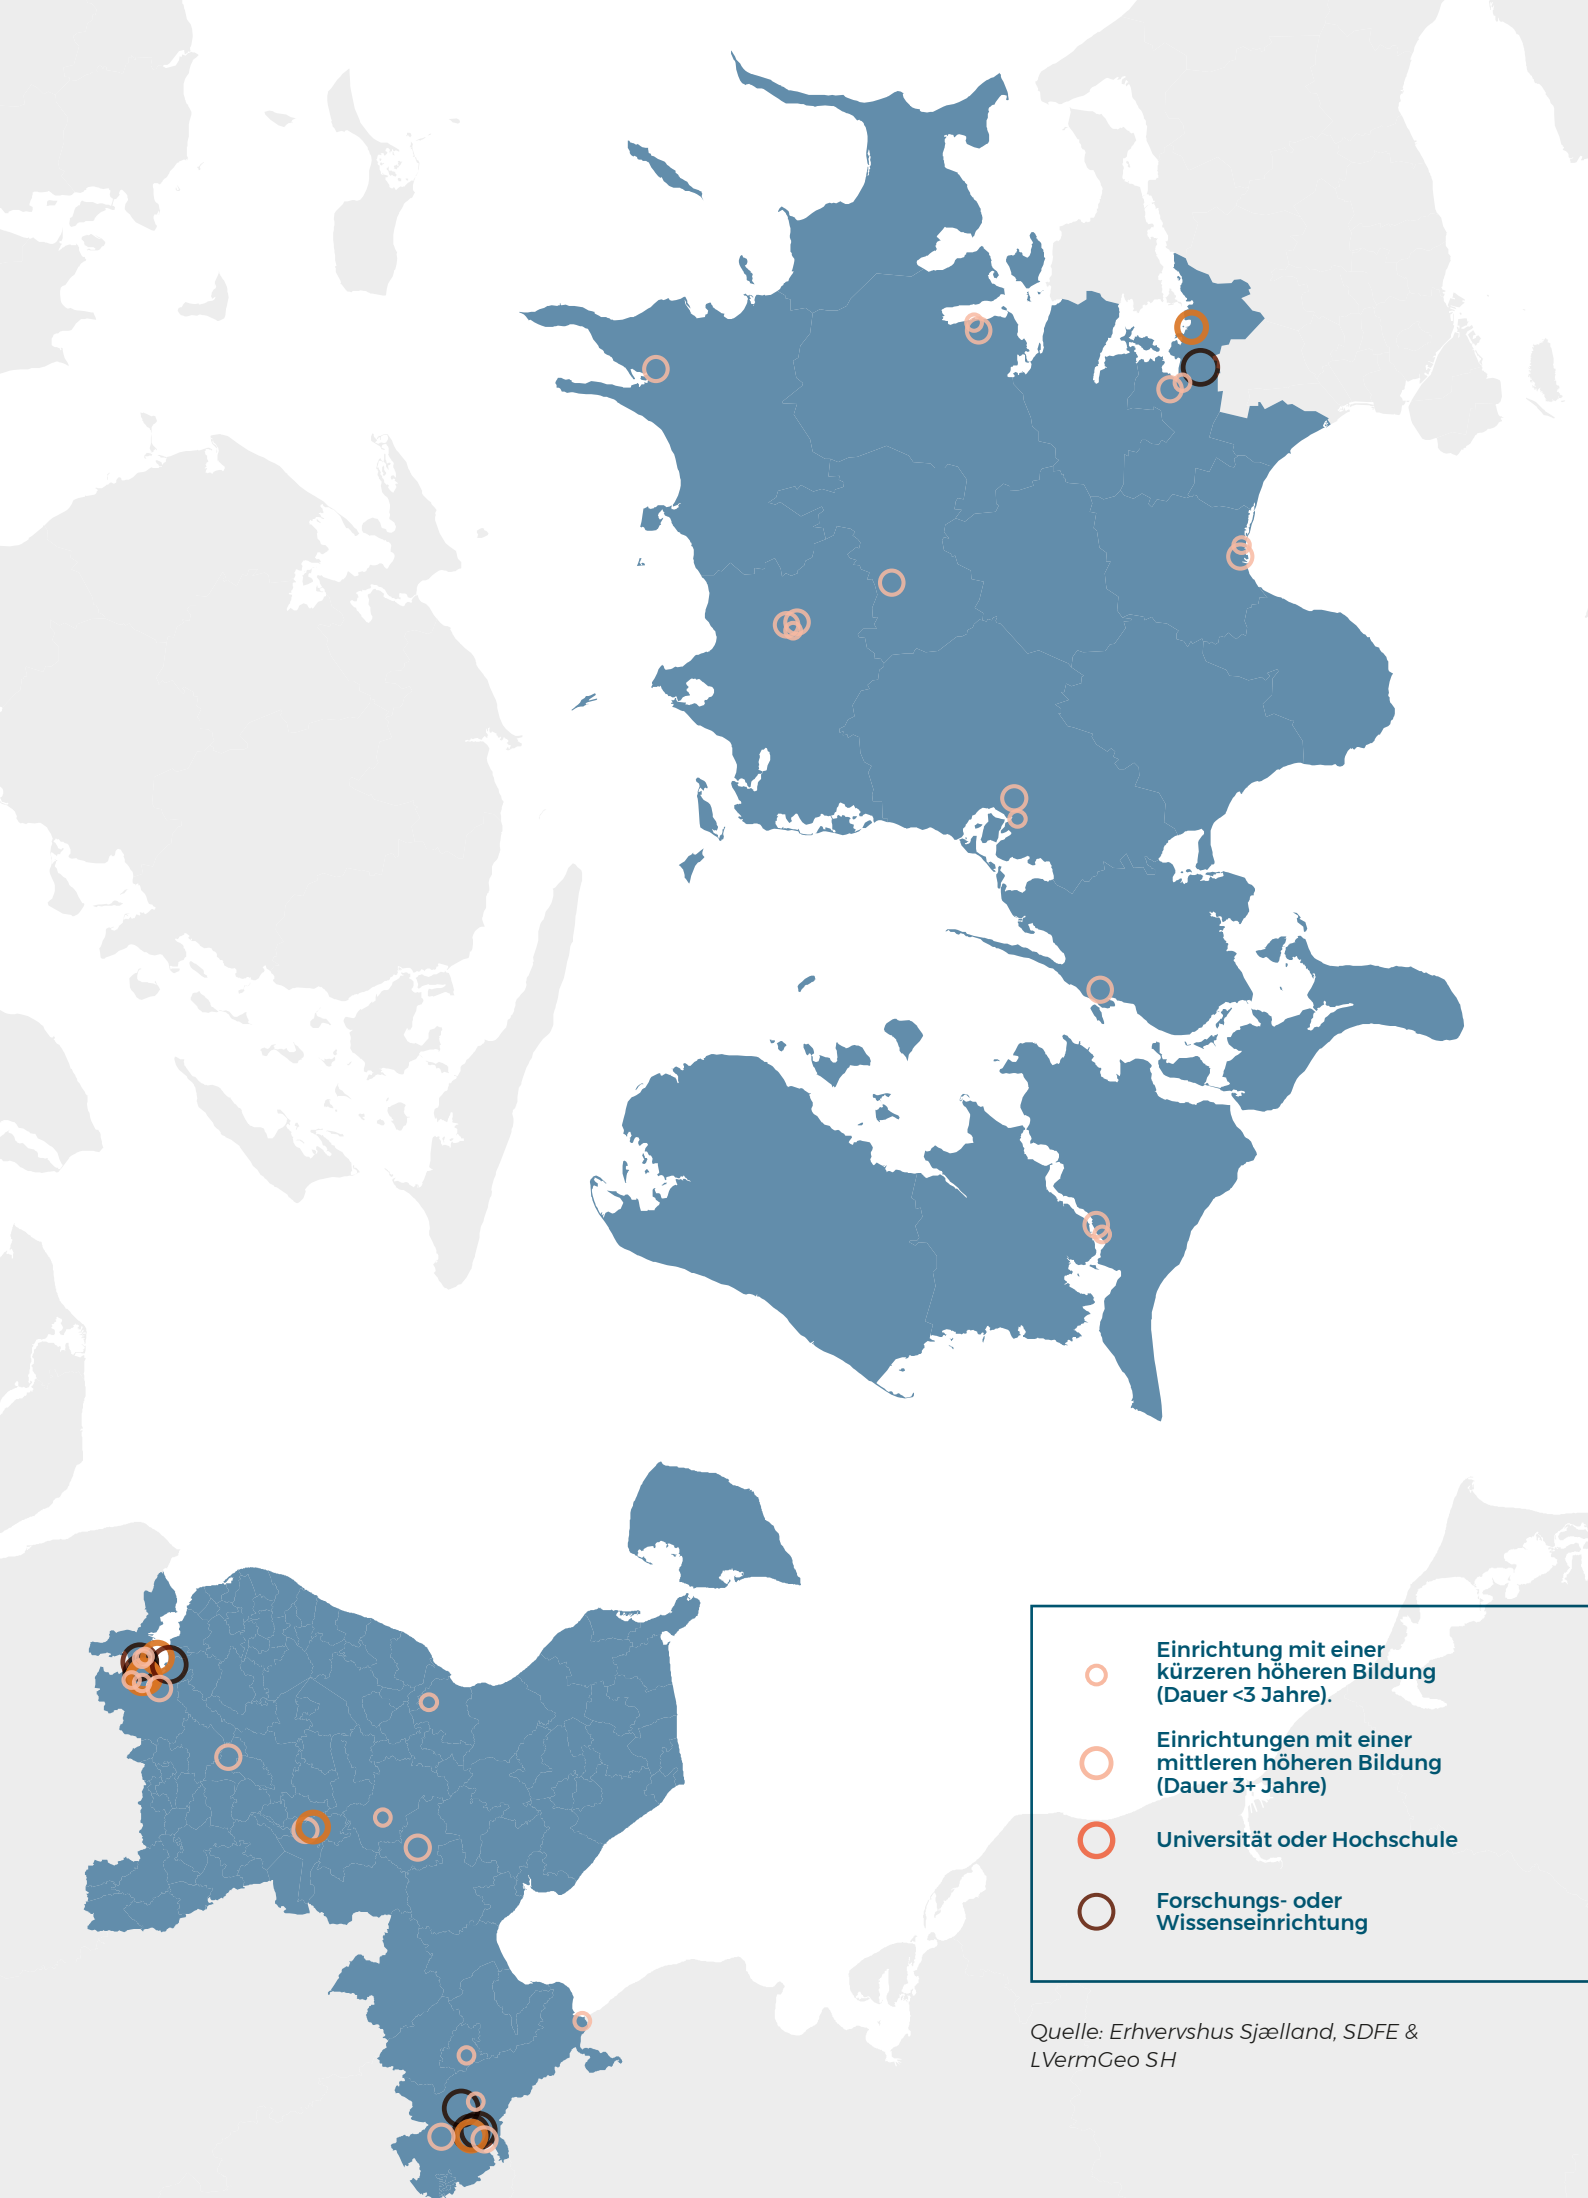 Einrichtung mit einer
kürzeren höheren Bildung
(Dauer <3 Jahre).
Einrichtungen mit einer
mittleren höheren Bildung
(Dauer 3+ Jahre)
Universität oder Hochschule
Forschungs- oder
Wissenseinrichtung
Quelle: Erhvervshus Sjælland, SDFE &
LVermGeo SH